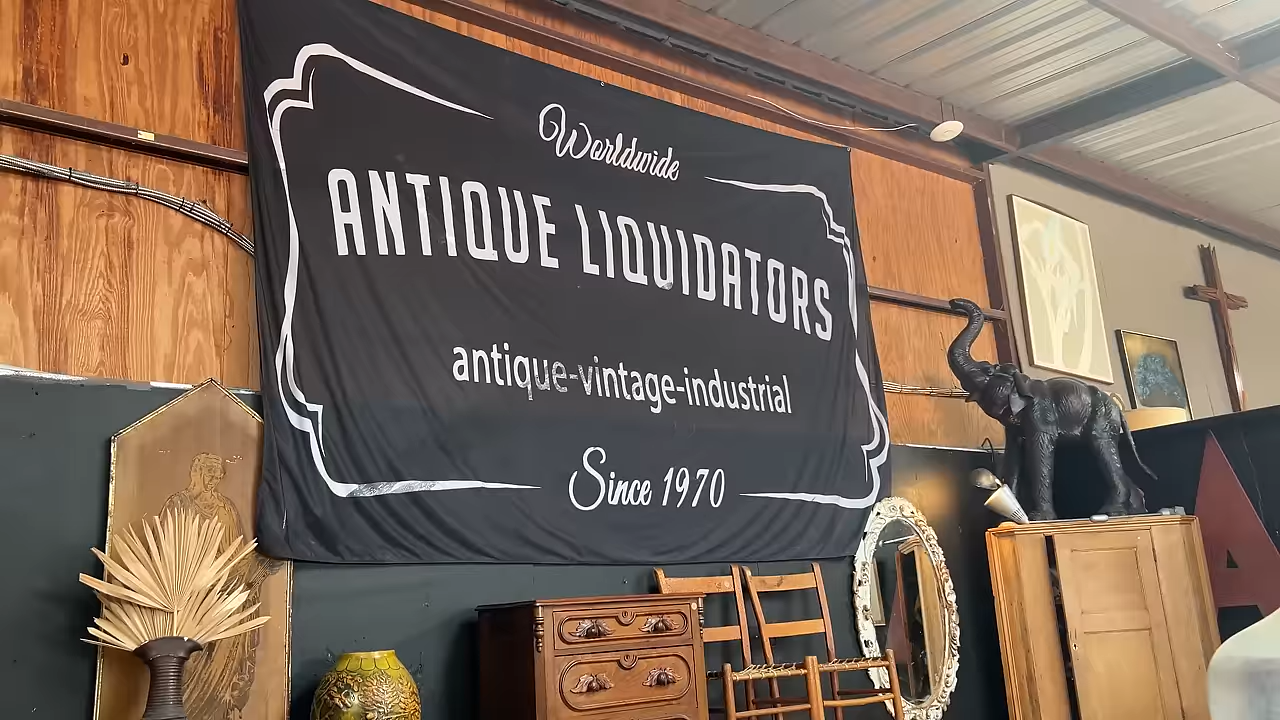 Worldwide
ANTIQUE LIQUIDATORS
antique-vintage-industrial
Since 1970
A